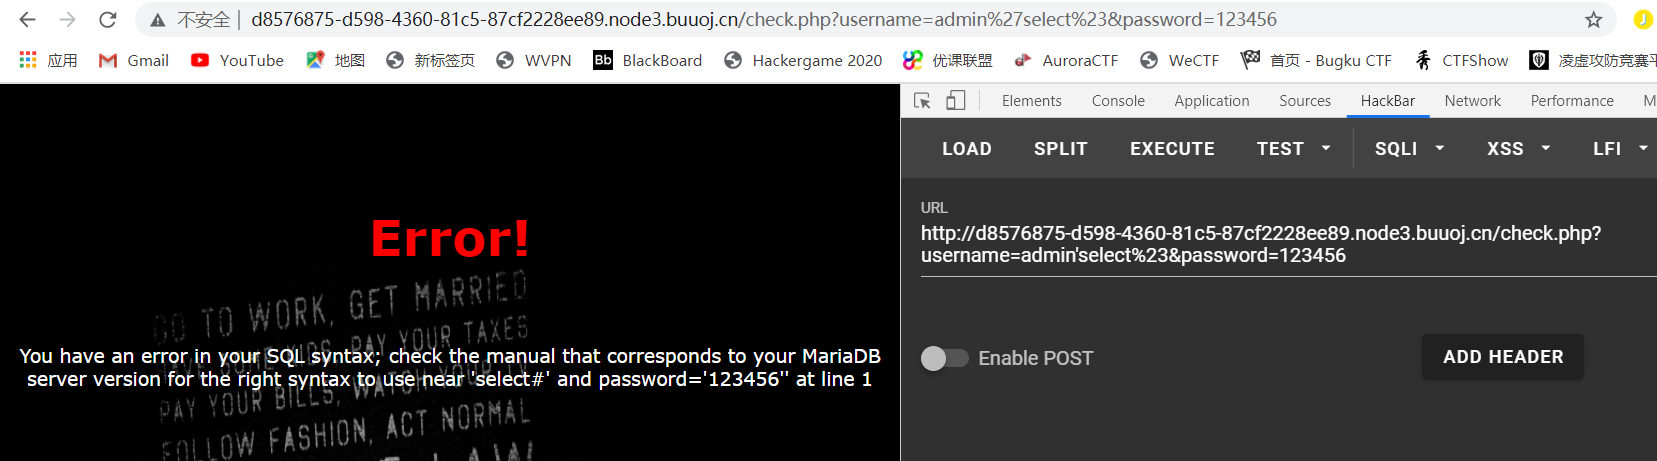 不安全 | d8576875-d598-4360-81c5-87cf2228ee89.node3.buuoj.cn/check.php?username=admin%27select%23&password=123456
应用 Gmail YouTube 地图 新标签页 WVPN Bb BlackBoard Hackergame 2020 优课联盟 AuroraCTF WeCTF 首页 - Bugku CTF CTFShow 凌虚攻防竞赛平
Elements Console Application Sources HackBar Network Performance M
LOAD SPLIT EXECUTE TEST SQLI XSS LFI
URL
http://d8576875-d598-4360-81c5-87cf2228ee89.node3.buuoj.cn/check.php?
username=admin'select%23&password=123456
Enable POST ADD HEADER
Error!
GO TO WORK, GET MARRIED
PAY YOUR TAXES
You have an error in your SQL syntax; check the manual that corresponds to your MariaDB
server version for the right syntax to use near 'select#' and password='123456'' at line 1
PAY YOUR BILLS, WATCH YOUR TV
FOLLOW FASHION, ACT NORMAL